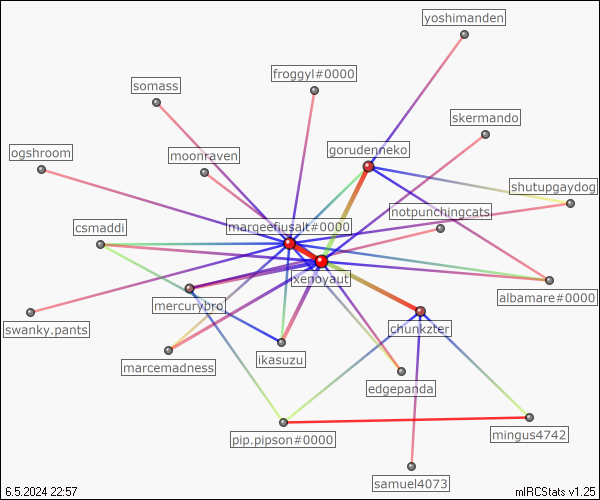 yoshimanden
froggyl#0000
somass
skermando
gorudenneko
ogshroom
moonraven
shutupgaydog
notpunchingcats
margeefiusalt#0000
csmaddi
xenoyaut
albamare#0000
mercurybro
swanky.pants
chunkzter
ikasuzu
marcemadness
edgepanda
mingus4742
pip.pipson#0000
samuel4073
6.5.2024 22:57
mIRCStats v1.25